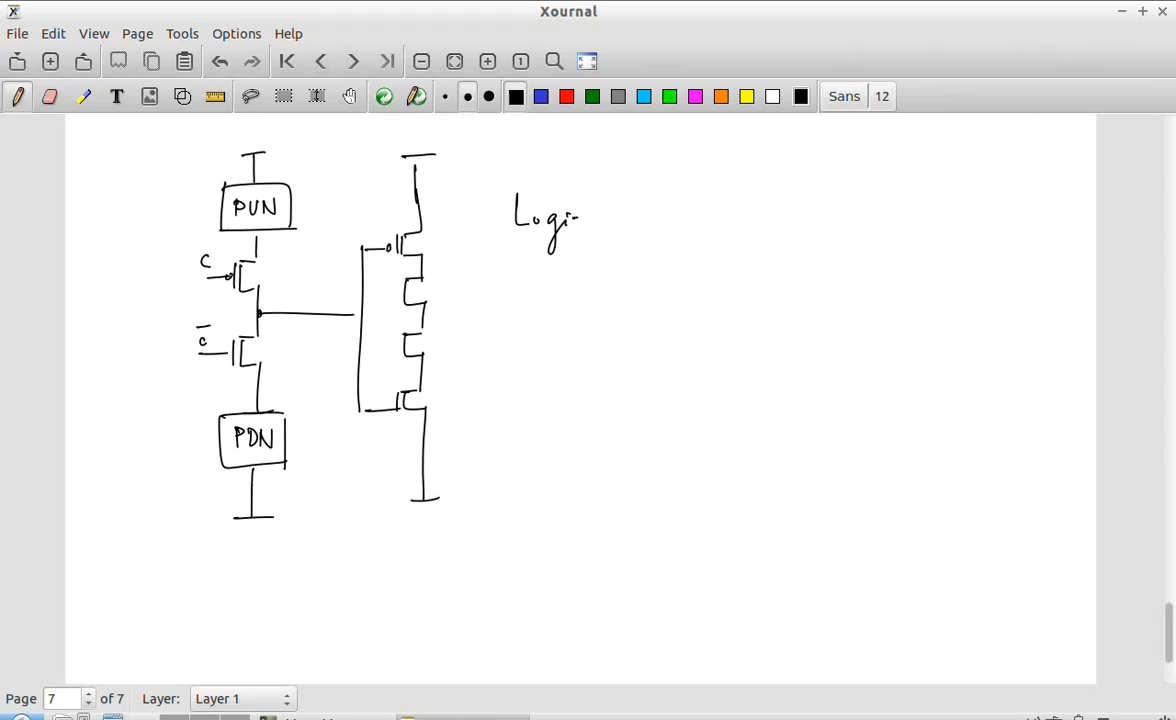 Xournal
File Edit View Page Tools Options Help
Sans 12
PUN
Logi
C
c̅
PDN
Page 7 of 7 Layer: Layer 1